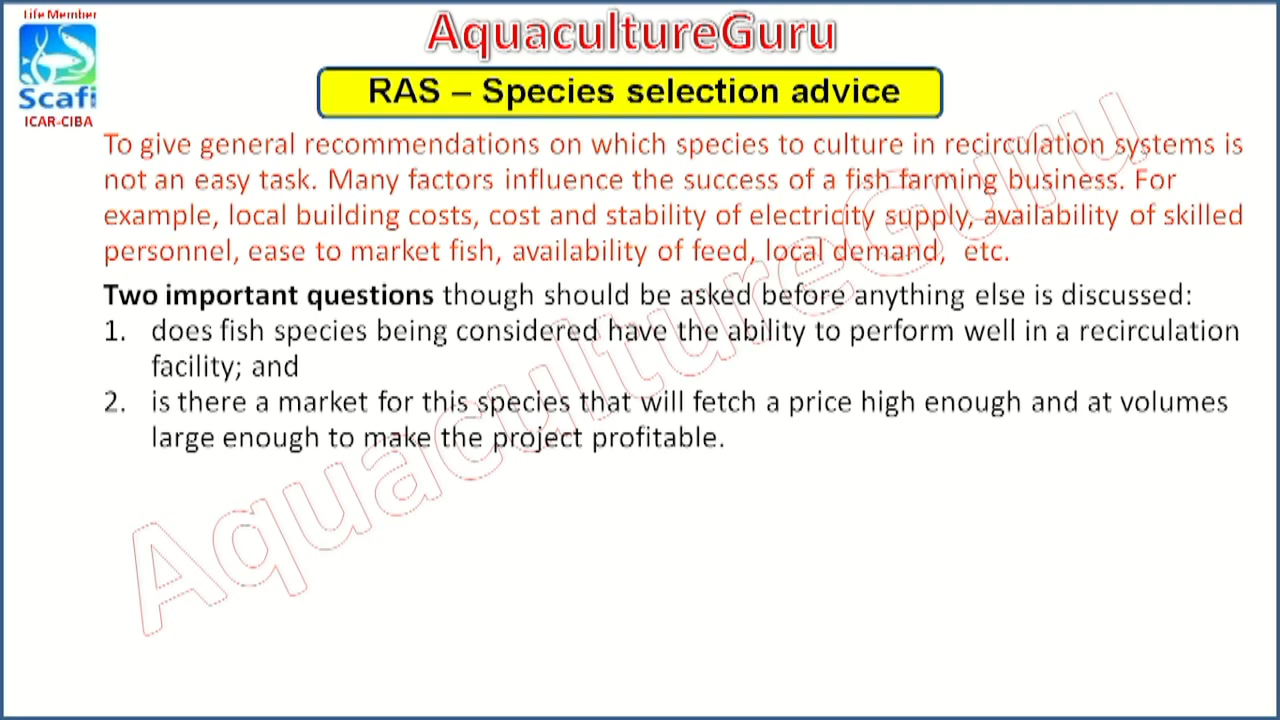 Life Member
AquacultureGuru
Scafi
ICAR-CIBA
RAS – Species selection advice
To give general recommendations on which species to culture in recirculation systems is
not an easy task. Many factors influence the success of a fish farming business. For
example, local building costs, cost and stability of electricity supply, availability of skilled
personnel, ease to market fish, availability of feed, local demand, etc.
Two important questions though should be asked before anything else is discussed:
1. does fish species being considered have the ability to perform well in a recirculation
facility; and
2. is there a market for this species that will fetch a price high enough and at volumes
large enough to make the project profitable.
AquacultureGuru